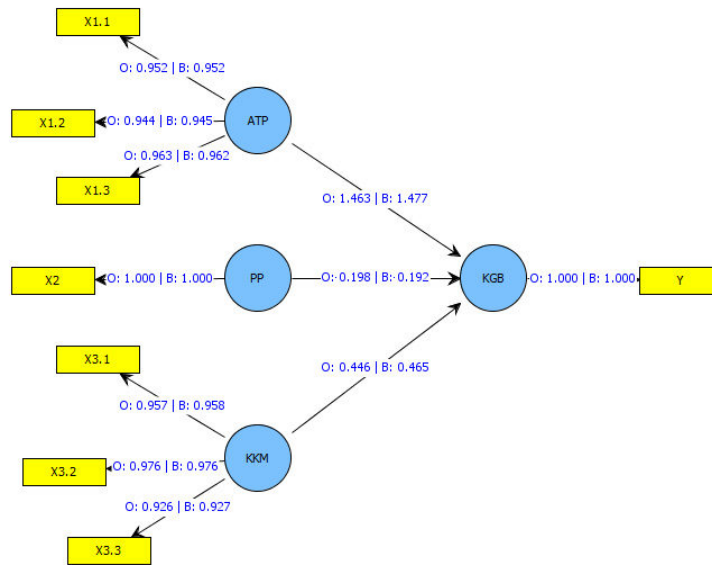 X1.1
O: 0.952 | B: 0.952
X1.2
O: 0.944 | B: 0.945
ATP
O: 0.963 | B: 0.962
X1.3
O: 1.463 | B: 1.477
X2
O: 1.000 | B: 1.000
PP
O:-0.198 | B:-0.192
KGB
O: 1.000 | B: 1.000
Y
X3.1
O: 0.446 | B: 0.465
O: 0.957 | B: 0.958
X3.2
O: 0.976 | B: 0.976
KKM
O: 0.926 | B: 0.927
X3.3